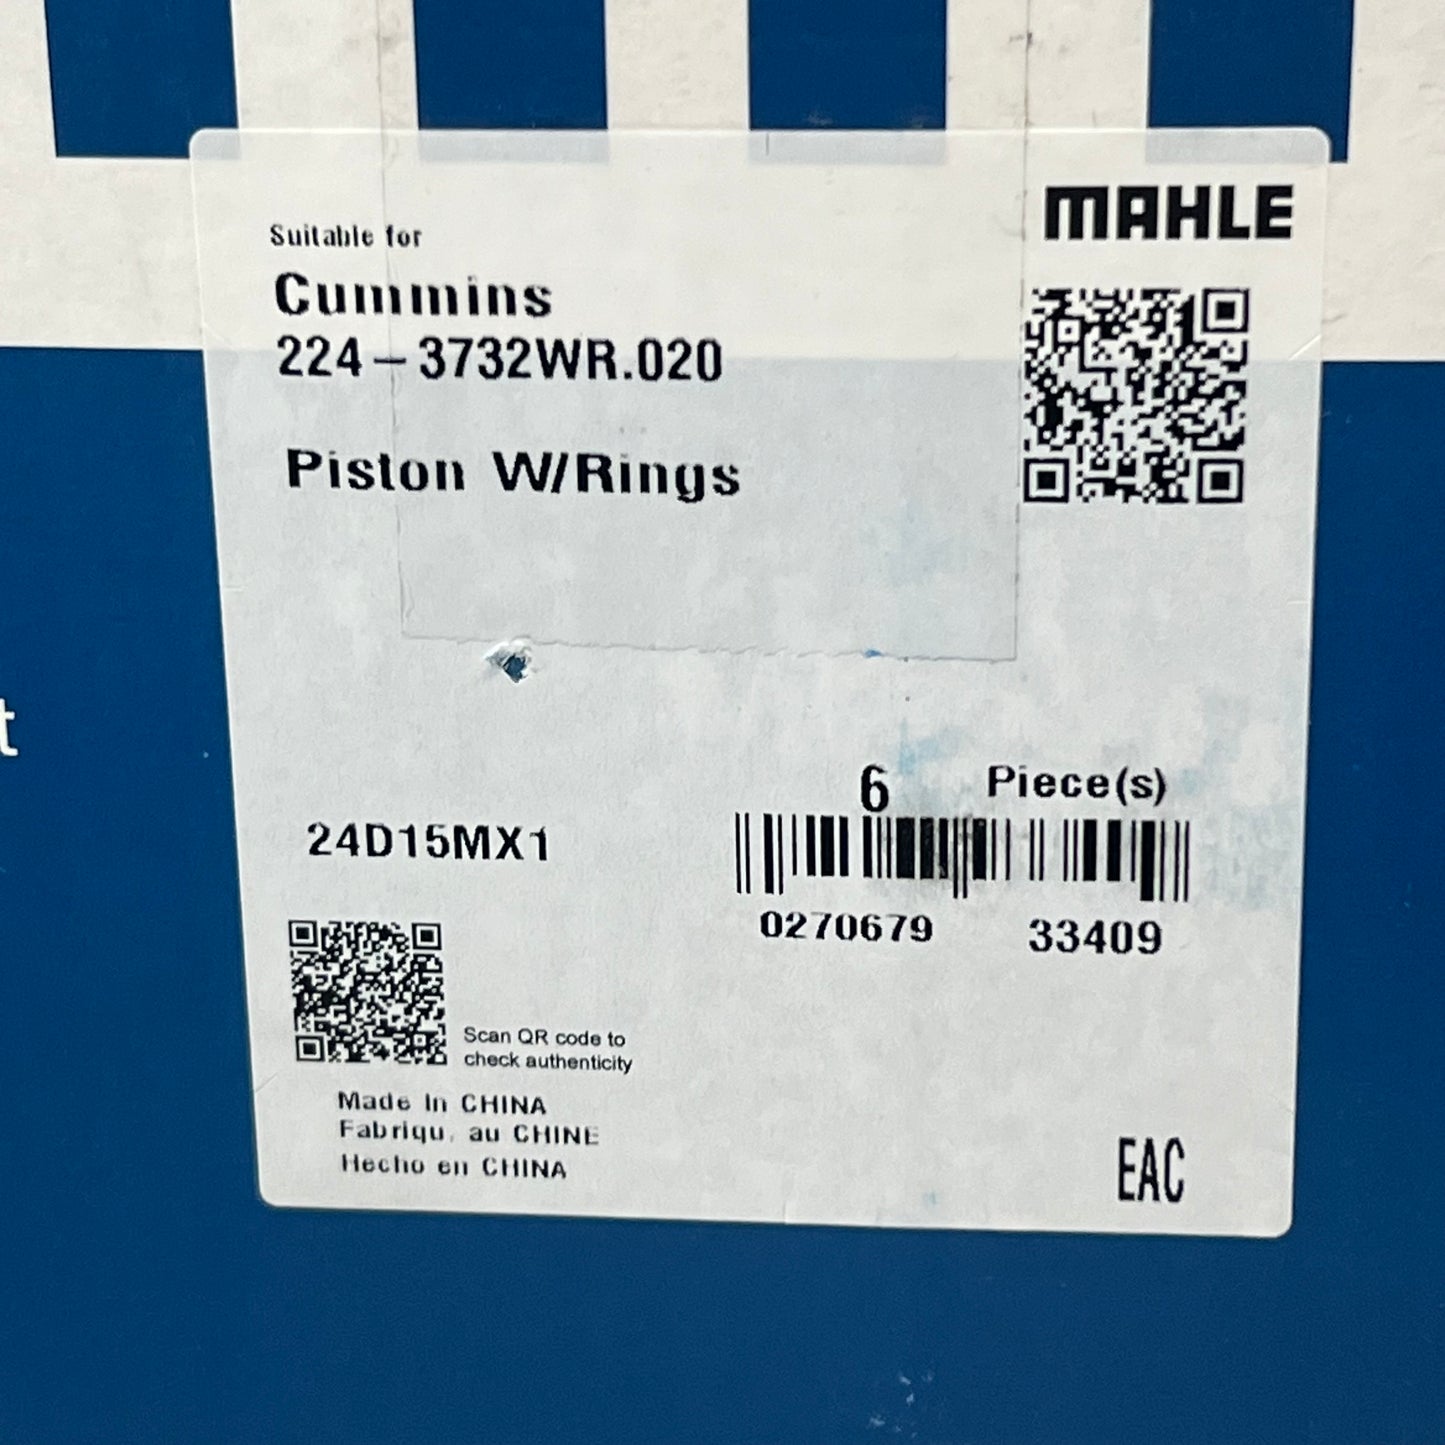 MAHLE
Suitable for
Cummins
224-3732WR.020
Piston W/Rings
t
6 Piece(s)
24D15MX1
0270679 33409
Scan QR code to
check authenticity
Made In CHINA
Fabriqu. au CHINE
Hecho en CHINA
EAC